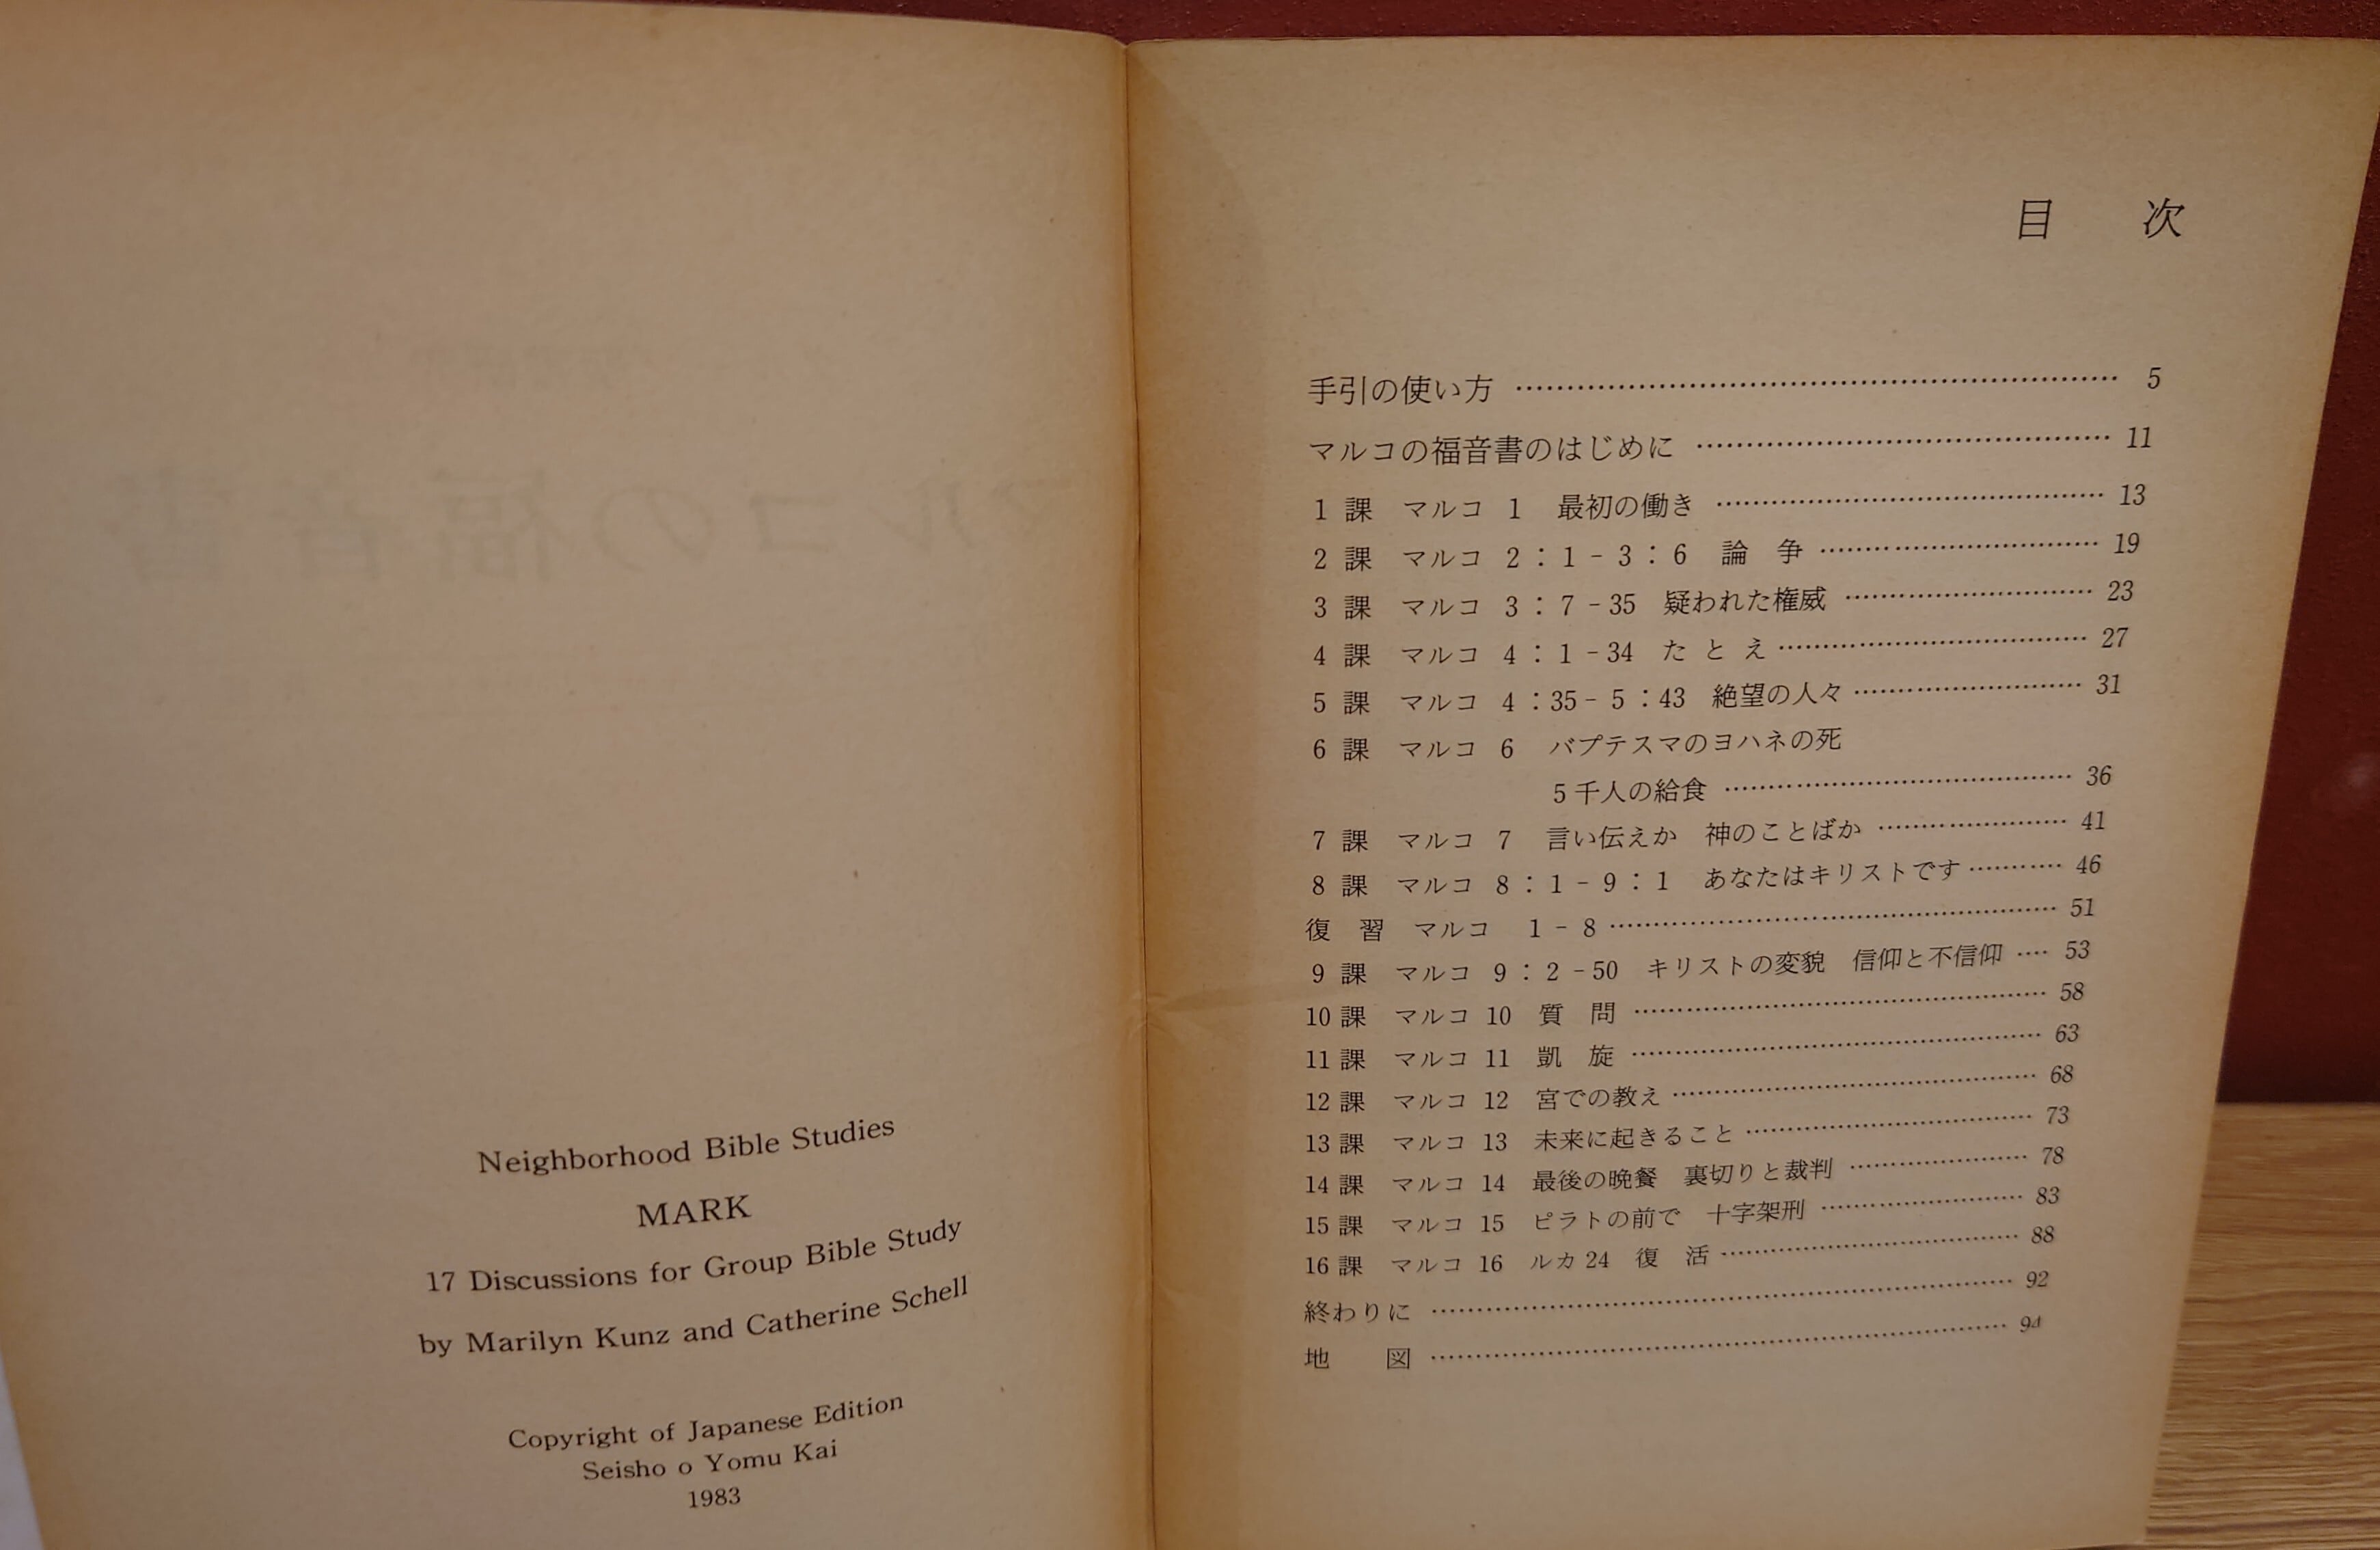 Neighborhood Bible Studies
MARK
17 Discussions for Group Bible Study
by Marilyn Kunz and Catherine Schell
Copyright of Japanese Edition
Seisho o Yomu Kai
1983
目 次
手引の使い方 …… 5
マルコの福音書のはじめに …… 11
1 課 マルコ 1 最初の働き …… 13
2 課 マルコ 2：1－3：6 論 争 …… 19
3 課 マルコ 3：7－35 疑われた権威 …… 23
4 課 マルコ 4：1－34 た と え …… 27
5 課 マルコ 4：35－5：43 絶望の人々 …… 31
6 課 マルコ 6 バプテスマのヨハネの死
5千人の給食 …… 36
7 課 マルコ 7 言い伝えか 神のことばか …… 41
8 課 マルコ 8：1－9：1 あなたはキリストです …… 46
復 習 マルコ 1－8 …… 51
9 課 マルコ 9：2－50 キリストの変貌 信仰と不信仰 …… 53
10 課 マルコ 10 質 問 …… 58
11 課 マルコ 11 凱 旋 …… 63
12 課 マルコ 12 宮での教え …… 68
13 課 マルコ 13 未来に起きること …… 73
14 課 マルコ 14 最後の晩餐 裏切りと裁判 …… 78
15 課 マルコ 15 ピラトの前で 十字架刑 …… 83
16 課 マルコ 16 ルカ 24 復 活 …… 88
終わりに …… 92
地 図 …… 94